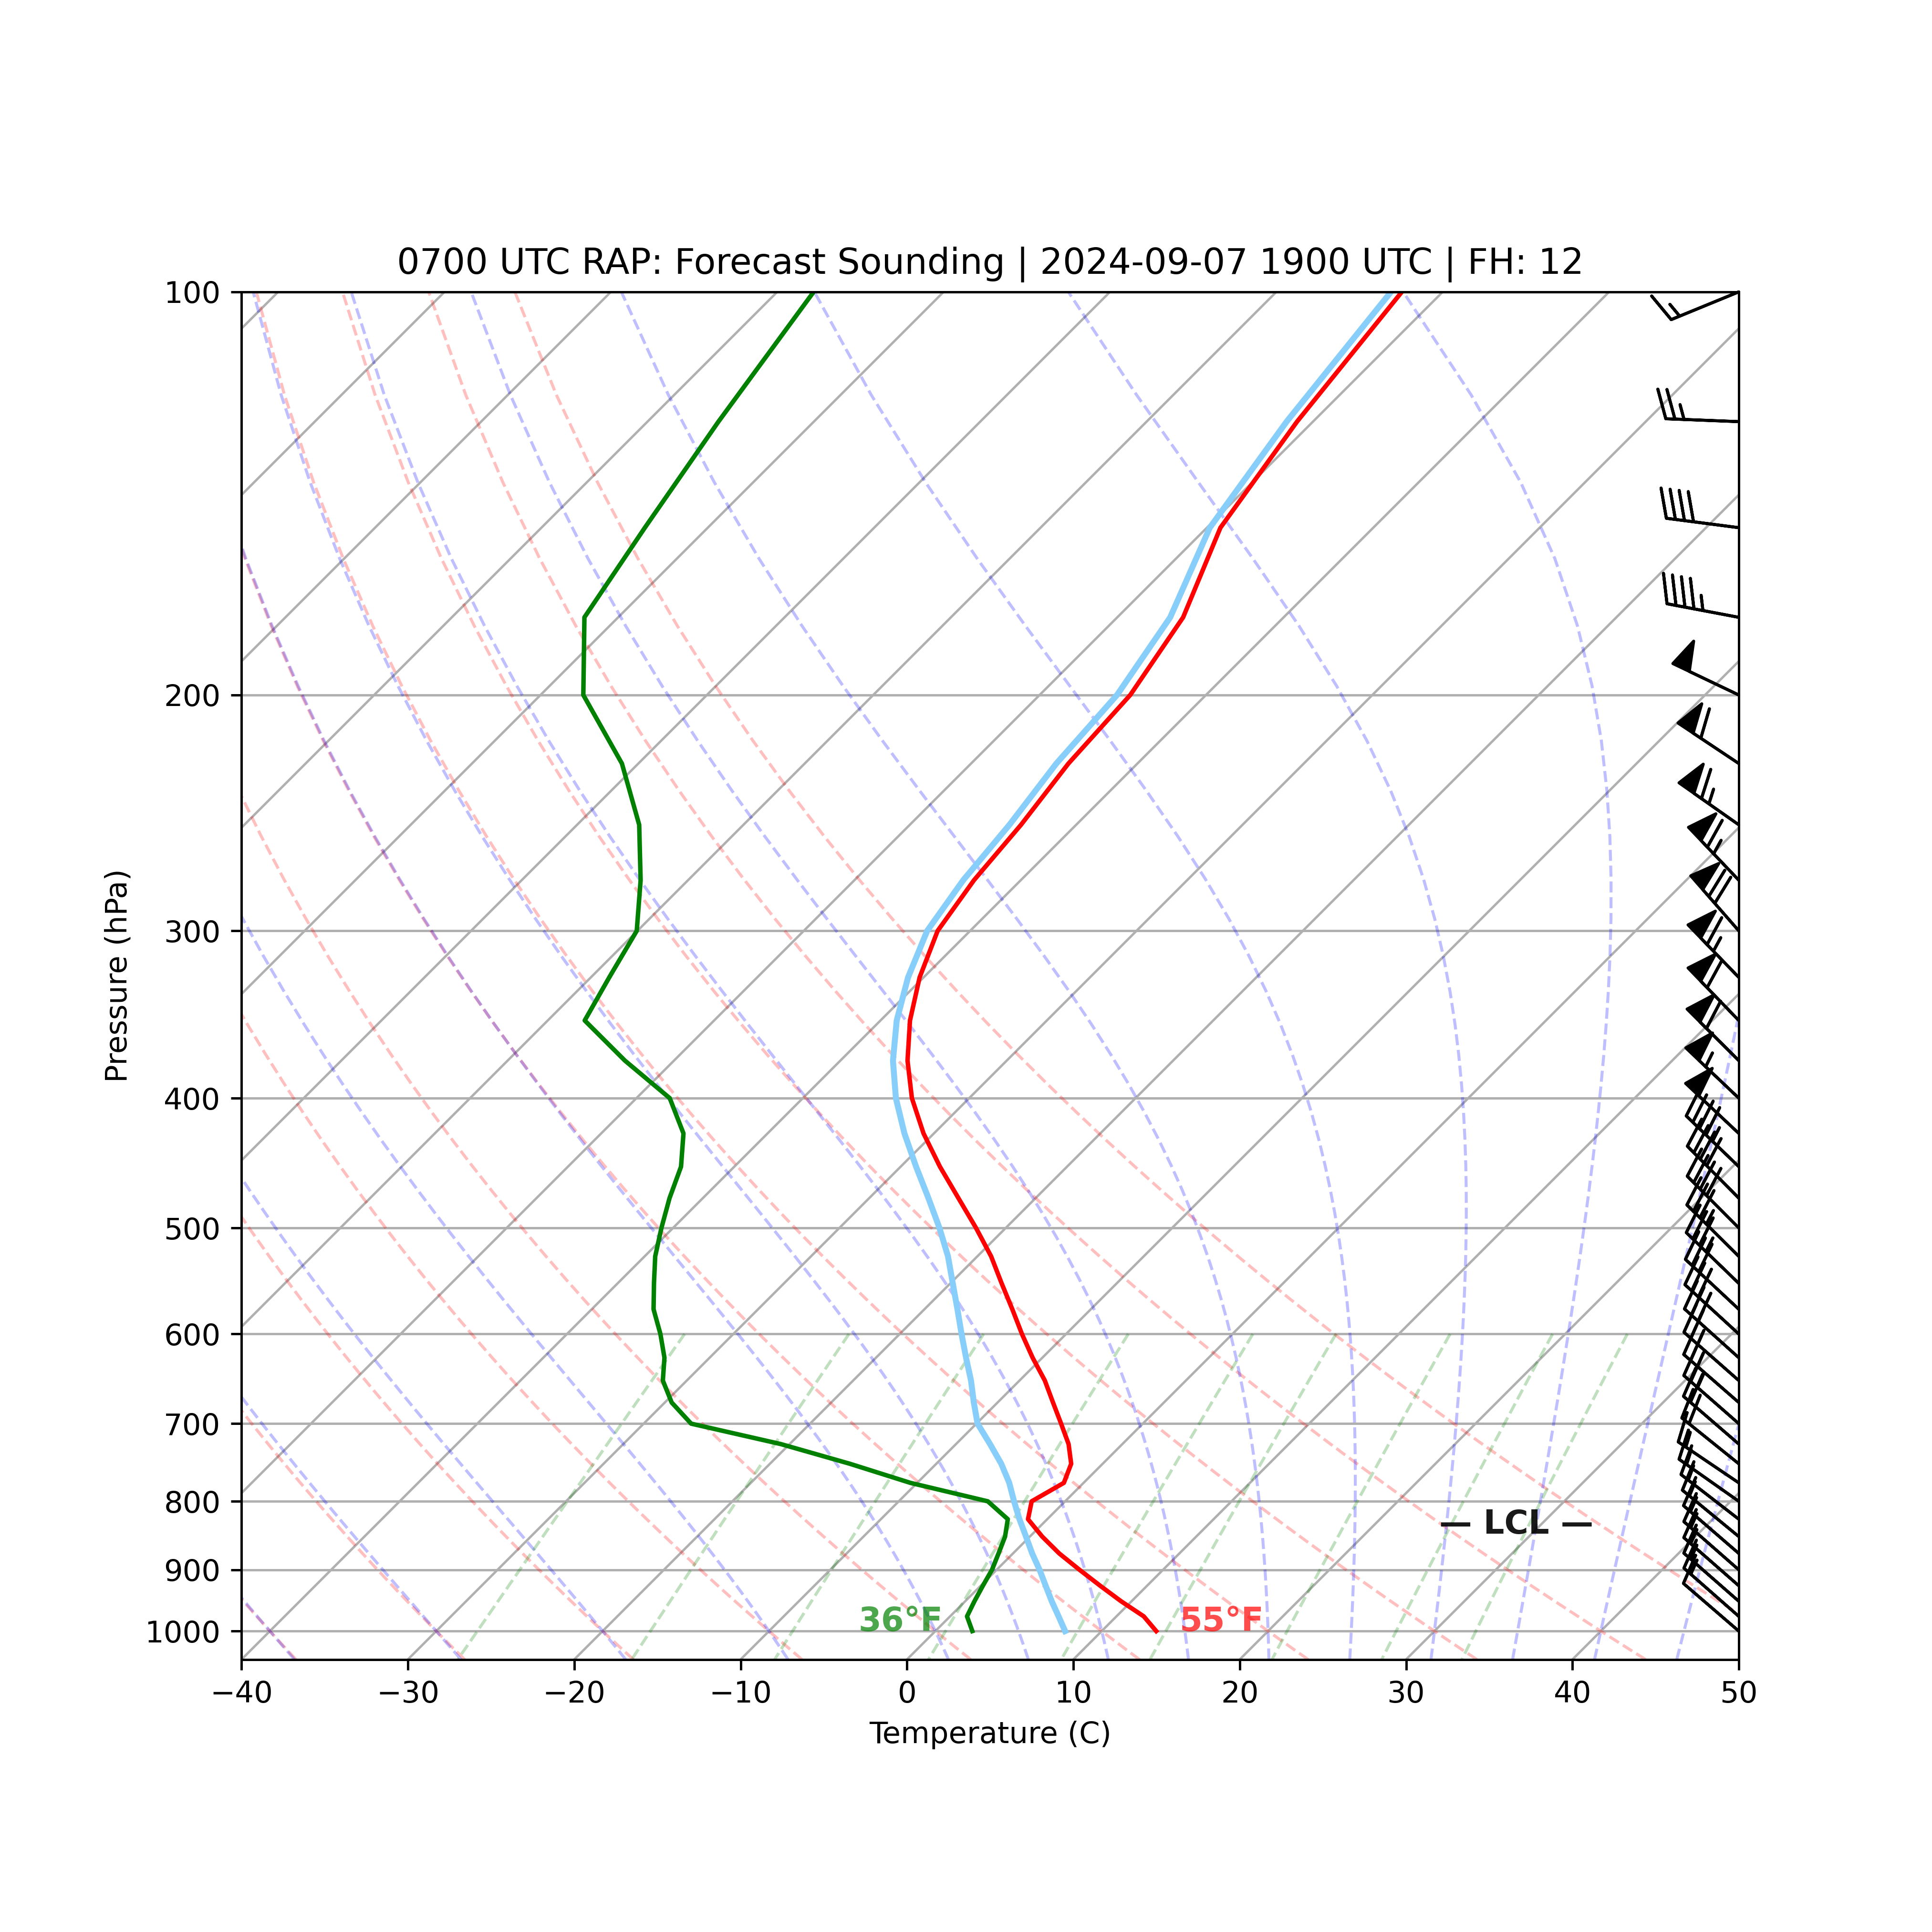 0700 UTC RAP: Forecast Sounding | 2024-09-07 1900 UTC | FH: 12
100
200
300
400
500
600
700
800
900
1000
Pressure (hPa)
— LCL —
36°F
55°F
−40 −30 −20 −10 0 10 20 30 40 50
Temperature (C)